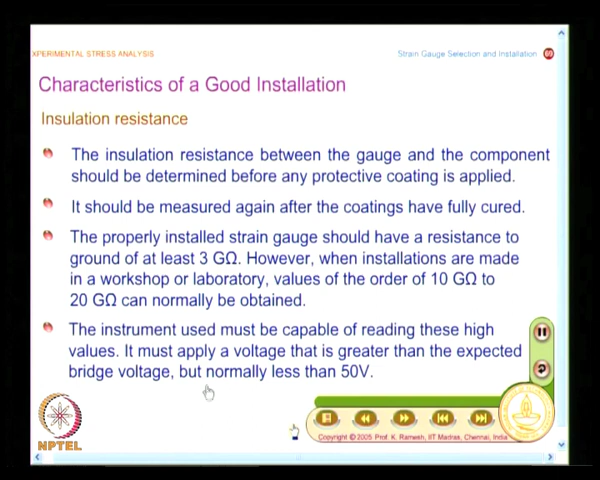 XPERIMENTAL STRESS ANALYSIS
Strain Gauge Selection and Installation 69
Characteristics of a Good Installation
Insulation resistance
The insulation resistance between the gauge and the component
should be determined before any protective coating is applied.
It should be measured again after the coatings have fully cured.
The properly installed strain gauge should have a resistance to
ground of at least 3 GΩ. However, when installations are made
in a workshop or laboratory, values of the order of 10 GΩ to
20 GΩ can normally be obtained.
The instrument used must be capable of reading these high
values. It must apply a voltage that is greater than the expected
bridge voltage, but normally less than 50V.
NPTEL
Copyright © 2005 Prof. K. Ramesh, IIT Madras, Chennai, India